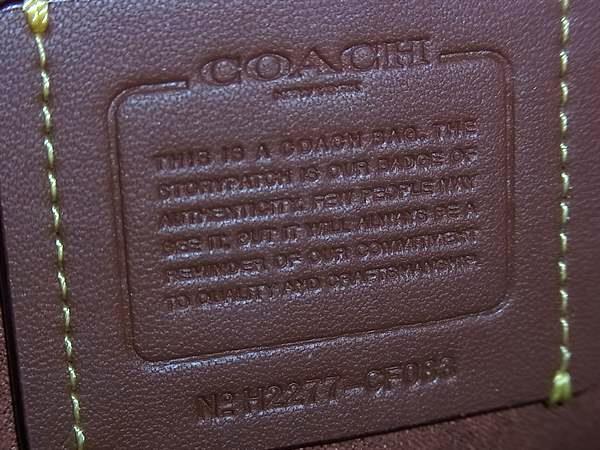 COACH
THIS IS A COACH BAG. THE
STORYPATCH IS OUR BADGE OF
AUTHENTICITY. FEW PEOPLE MAY
SEE IT, BUT IT WILL ALWAYS BE A
REMINDER OF OUR COMMITMENT
TO QUALITY AND CRAFTSMANSHIP.
Nº H2277-CF083